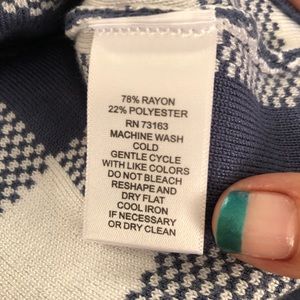 78% RAYON
22% POLYESTER
RN 73163
MACHINE WASH
COLD
GENTLE CYCLE
WITH LIKE COLORS
DO NOT BLEACH
RESHAPE AND
DRY FLAT
COOL IRON
IF NECESSARY
OR DRY CLEAN